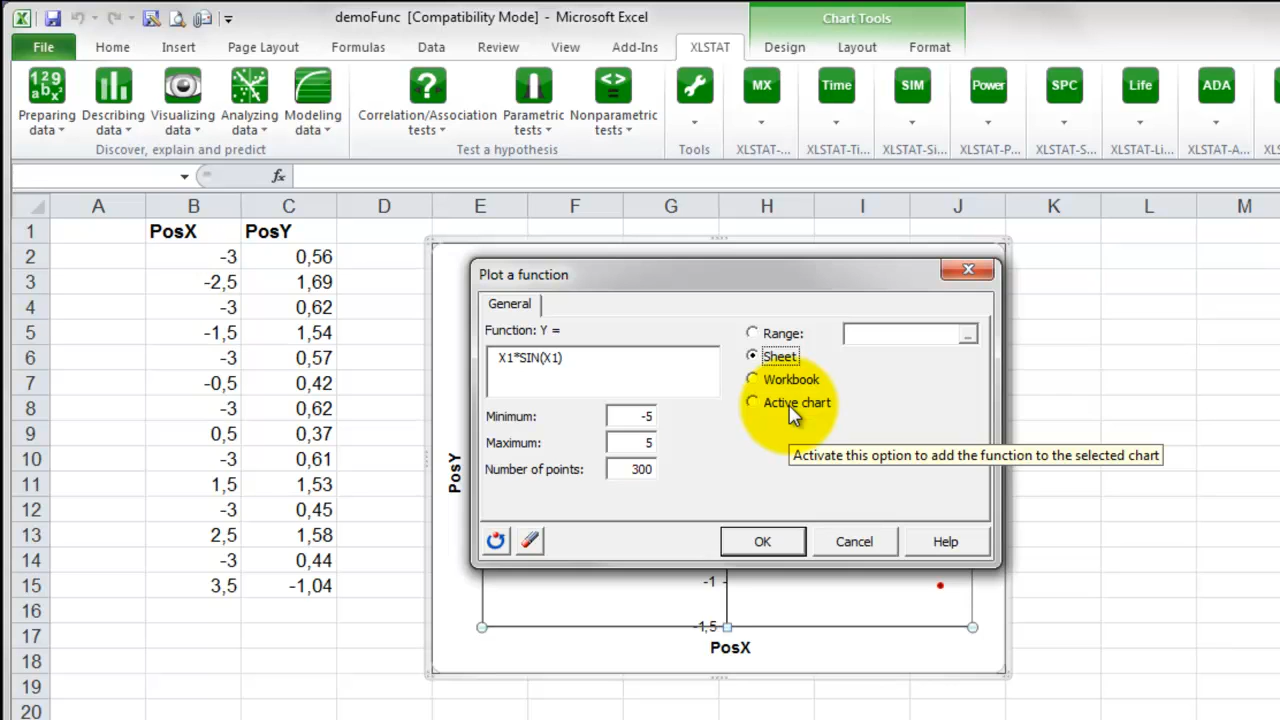 demoFunc [Compatibility Mode] - Microsoft Excel
Chart Tools
File Home Insert Page Layout Formulas Data Review View Add-Ins XLSTAT Design Layout Format
MX Time SIM Power SPC Life ADA
Preparing data Describing data Visualizing data Analyzing data Modeling data Correlation/Association tests Parametric tests Nonparametric tests
Discover, explain and predict Test a hypothesis Tools XLSTAT-... XLSTAT-Ti... XLSTAT-Si... XLSTAT-P... XLSTAT-S... XLSTAT-Li... XLSTAT-A...
fx
A B C D E F G H I J K L M
1 PosX PosY
2 -3 0,56
3 -2,5 1,69
4 -3 0,62
5 -1,5 1,54
6 -3 0,57
7 -0,5 0,42
8 -3 0,62
9 0,5 0,37
10 -3 0,61
11 1,5 1,53
12 -3 0,45
13 2,5 1,58
14 -3 0,44
15 3,5 -1,04
16
17
18
19
20
Plot a function
General
Function: Y =
X1*SIN(X1)
Minimum: -5
Maximum: 5
Number of points: 300
Range: ...
Sheet
Workbook
Active chart
Activate this option to add the function to the selected chart
OK Cancel Help
PosY
-1
-1,5
PosX